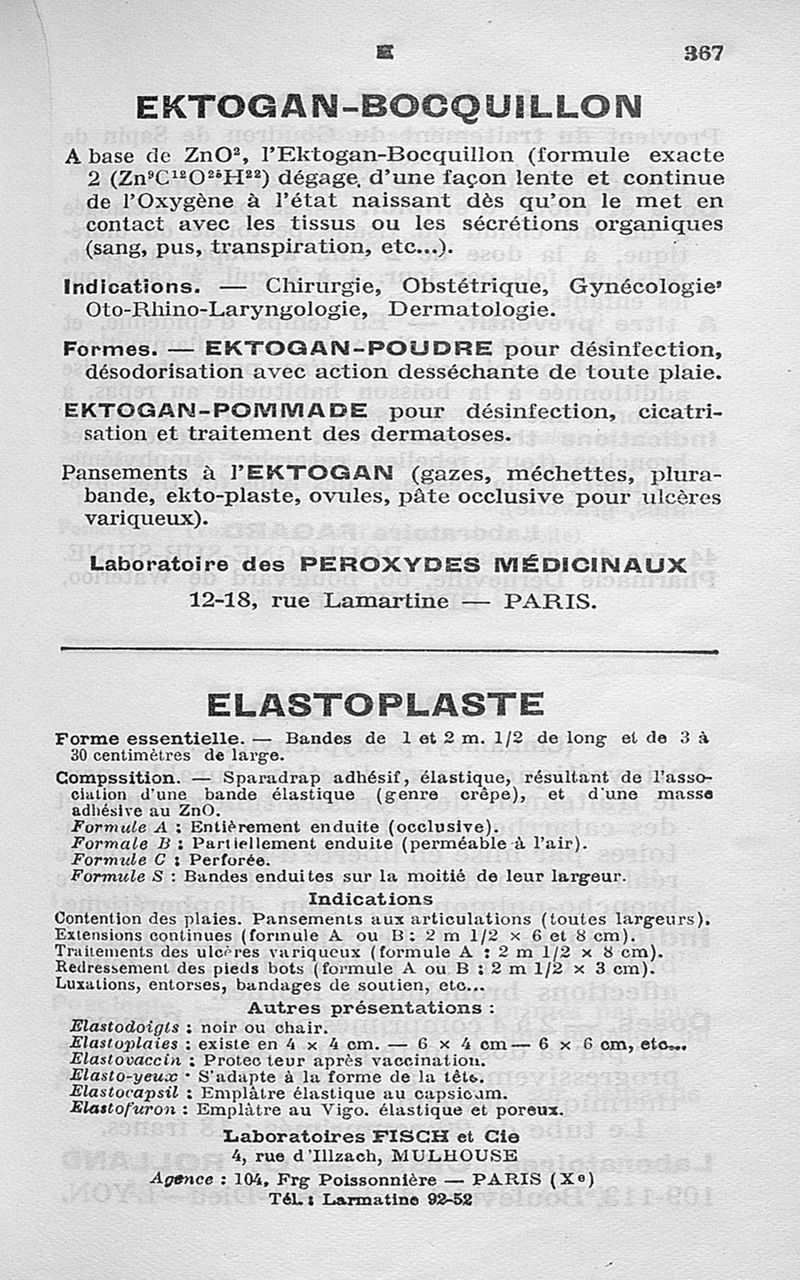 E 367
EKTOGAN-BOCQUILLON
A base de ZnO², l'Ektogan-Bocquillon (formule exacte
2 (Zn⁹C¹²O²⁵H²²) dégage, d'une façon lente et continue
de l'Oxygène à l'état naissant dès qu'on le met en
contact avec les tissus ou les sécrétions organiques
(sang, pus, transpiration, etc...).
Indications. — Chirurgie, Obstétrique, Gynécologie'
Oto-Rhino-Laryngologie, Dermatologie.
Formes. — EKTOGAN-POUDRE pour désinfection,
désodorisation avec action desséchante de toute plaie.
EKTOGAN-POMMADE pour désinfection, cicatri-
sation et traitement des dermatoses.
Pansements à l'EKTOGAN (gazes, méchettes, plura-
bande, ekto-plaste, ovules, pâte occlusive pour ulcères
variqueux).
Laboratoire des PEROXYDES MÉDICINAUX
12-18, rue Lamartine — PARIS.
ELASTOPLASTE
Forme essentielle. — Bandes de 1 et 2 m. 1/2 de long et de 3 à
30 centimètres de large.
Compssition. — Sparadrap adhésif, élastique, résultant de l'asso-
ciation d'une bande élastique (genre crêpe), et d'une masse
adhésive au ZnO.
Formule A : Entièrement enduite (occlusive).
Formale B : Partiellement enduite (perméable à l'air).
Formule C : Perforée.
Formule S : Bandes enduites sur la moitié de leur largeur.
Indications
Contention des plaies. Pansements aux articulations (toutes largeurs).
Extensions continues (formule A ou B : 2 m 1/2 × 6 et 8 cm).
Traitements des ulcères variqueux (formule A : 2 m 1/2 × 8 cm).
Redressement des pieds bots (formule A ou B : 2 m 1/2 × 3 cm).
Luxations, entorses, bandages de soutien, etc...
Autres présentations :
Elastodoigts : noir ou chair.
Elastoplaies : existe en 4 × 4 cm. — 6 × 4 cm — 6 × 6 cm, etc...
Elastovaccin : Protec teur après vaccination.
Elasto-yeux · S'adapte à la forme de la tête.
Elastocapsil : Emplâtre élastique au capsicum.
Elastofuron : Emplâtre au Vigo. élastique et poreux.
Laboratoires FISCH et Cie
4, rue d'Illzach, MULHOUSE
Agence : 104, Frg Poissonnière — PARIS (Xᵉ)
Tél. : Larmatine 92-52